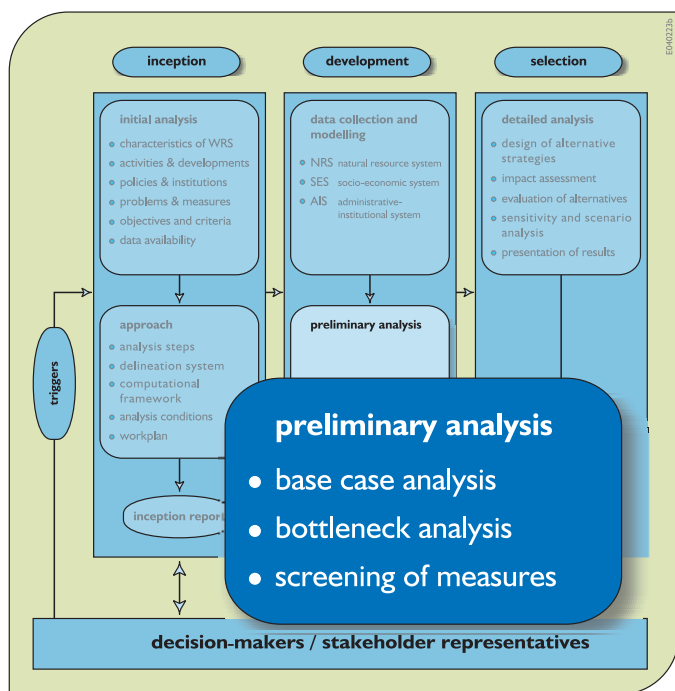 E040223b
inception
development
selection
initial analysis
characteristics of WRS
activities & developments
policies & institutions
problems & measures
objectives and criteria
data availability
data collection and
modelling
NRS natural resource system
SES socio-economic system
AIS administrative-
institutional system
detailed analysis
design of alternative
strategies
impact assessment
evaluation of alternatives
sensitivity and scenario
analysis
presentation of results
triggers
approach
analysis steps
delineation system
computational
framework
analysis conditions
workplan
inception repor
preliminary analysis
preliminary analysis
base case analysis
bottleneck analysis
screening of measures
decision-makers / stakeholder representatives